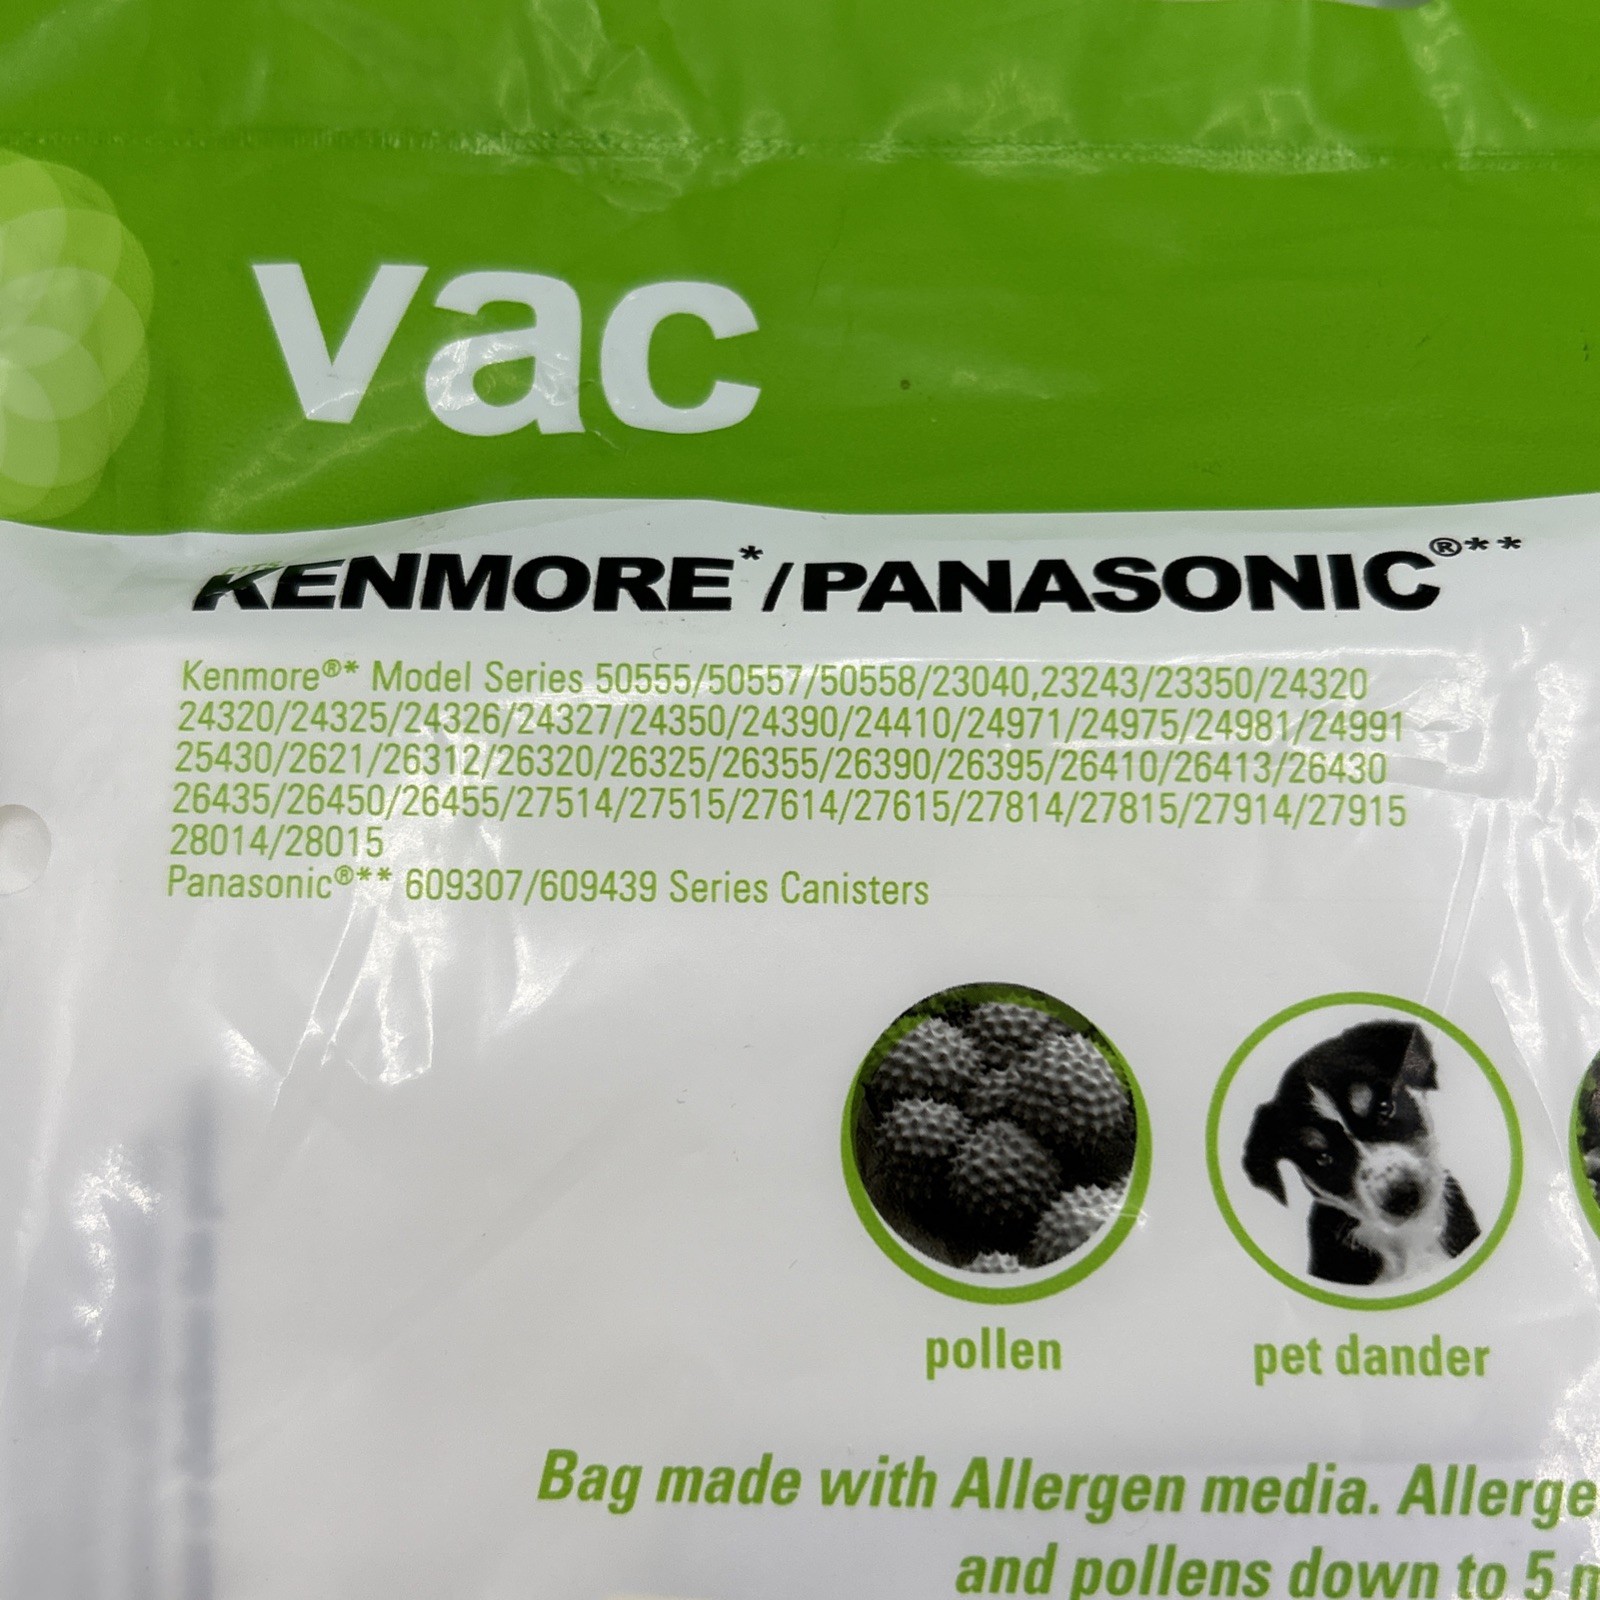 vac
FITS
KENMORE*/PANASONIC®**
Kenmore®* Model Series 50555/50557/50558/23040,23243/23350/24320
24320/24325/24326/24327/24350/24390/24410/24971/24975/24981/24991
25430/2621/26312/26320/26325/26355/26390/26395/26410/26413/26430
26435/26450/26455/27514/27515/27614/27615/27814/27815/27914/27915
28014/28015
Panasonic®** 609307/609439 Series Canisters
pollen
pet dander
Bag made with Allergen media. Allerge
and pollens down to 5